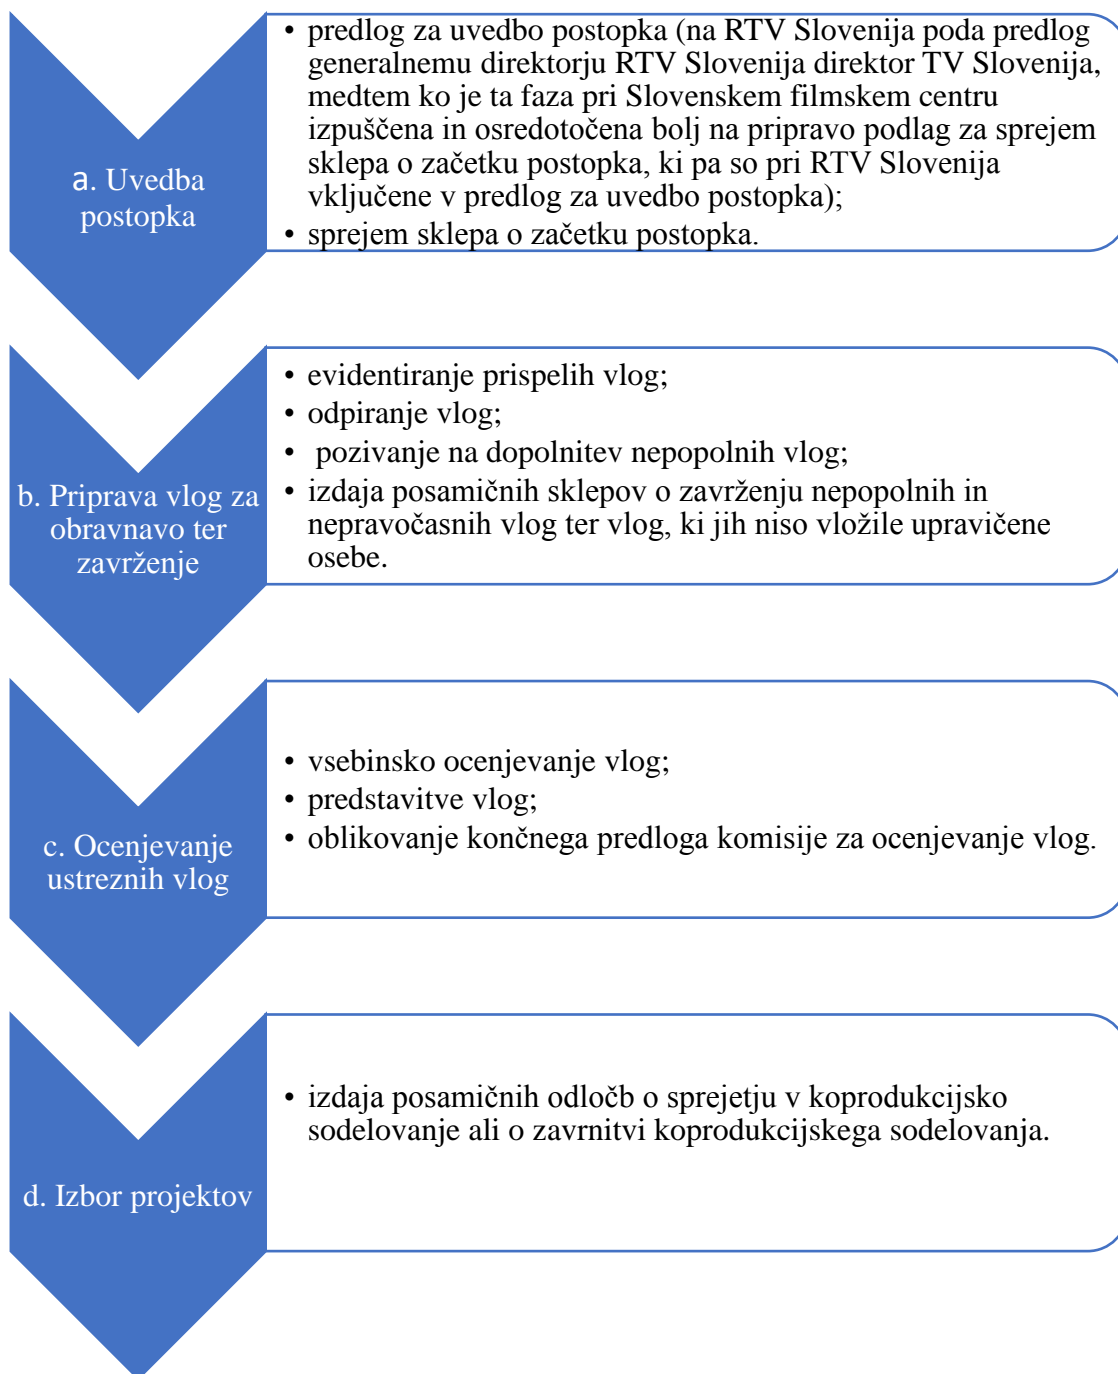 a. Uvedba
postopka
• predlog za uvedbo postopka (na RTV Slovenija poda predlog
generalnemu direktorju RTV Slovenija direktor TV Slovenija,
medtem ko je ta faza pri Slovenskem filmskem centru
izpuščena in osredotočena bolj na pripravo podlag za sprejem
sklepa o začetku postopka, ki pa so pri RTV Slovenija
vključene v predlog za uvedbo postopka);
• sprejem sklepa o začetku postopka.
b. Priprava vlog za
obravnavo ter
zavrženje
• evidentiranje prispelih vlog;
• odpiranje vlog;
• pozivanje na dopolnitev nepopolnih vlog;
• izdaja posamičnih sklepov o zavrženju nepopolnih in
nepravočasnih vlog ter vlog, ki jih niso vložile upravičene
osebe.
c. Ocenjevanje
ustreznih vlog
• vsebinsko ocenjevanje vlog;
• predstavitve vlog;
• oblikovanje končnega predloga komisije za ocenjevanje vlog.
d. Izbor projektov
• izdaja posamičnih odločb o sprejetju v koprodukcijsko
sodelovanje ali o zavrnitvi koprodukcijskega sodelovanja.